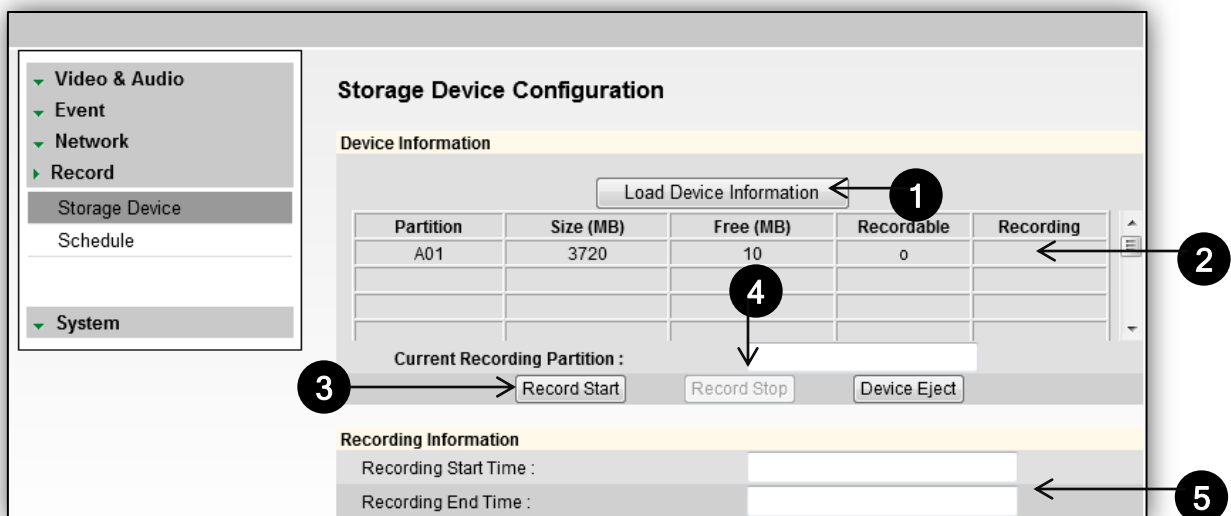 Video & Audio
Event
Network
Record
Storage Device
Schedule
System
Storage Device Configuration
Device Information
Load Device Information
1
Partition Size (MB) Free (MB) Recordable Recording
A01 3720 10 o
2
4
Current Recording Partition :
3
Record Start Record Stop Device Eject
Recording Information
Recording Start Time :
Recording End Time :
5